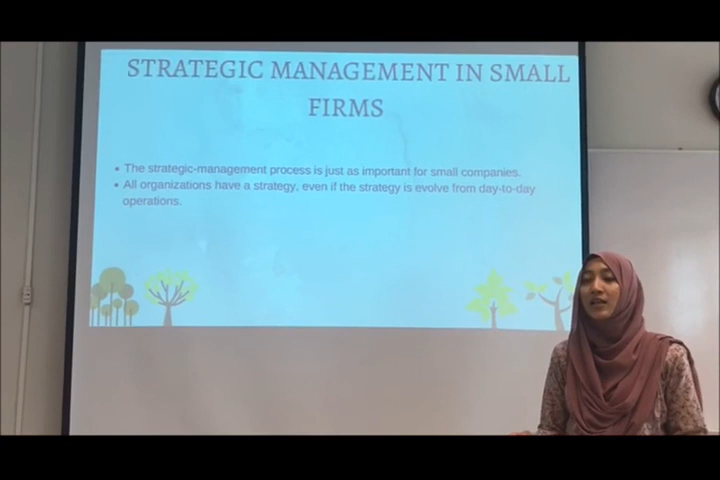 STRATEGIC MANAGEMENT IN SMALL
FIRMS
• The strategic-management process is just as important for small companies.
• All organizations have a strategy, even if the strategy is evolve from day-to-day
operations.